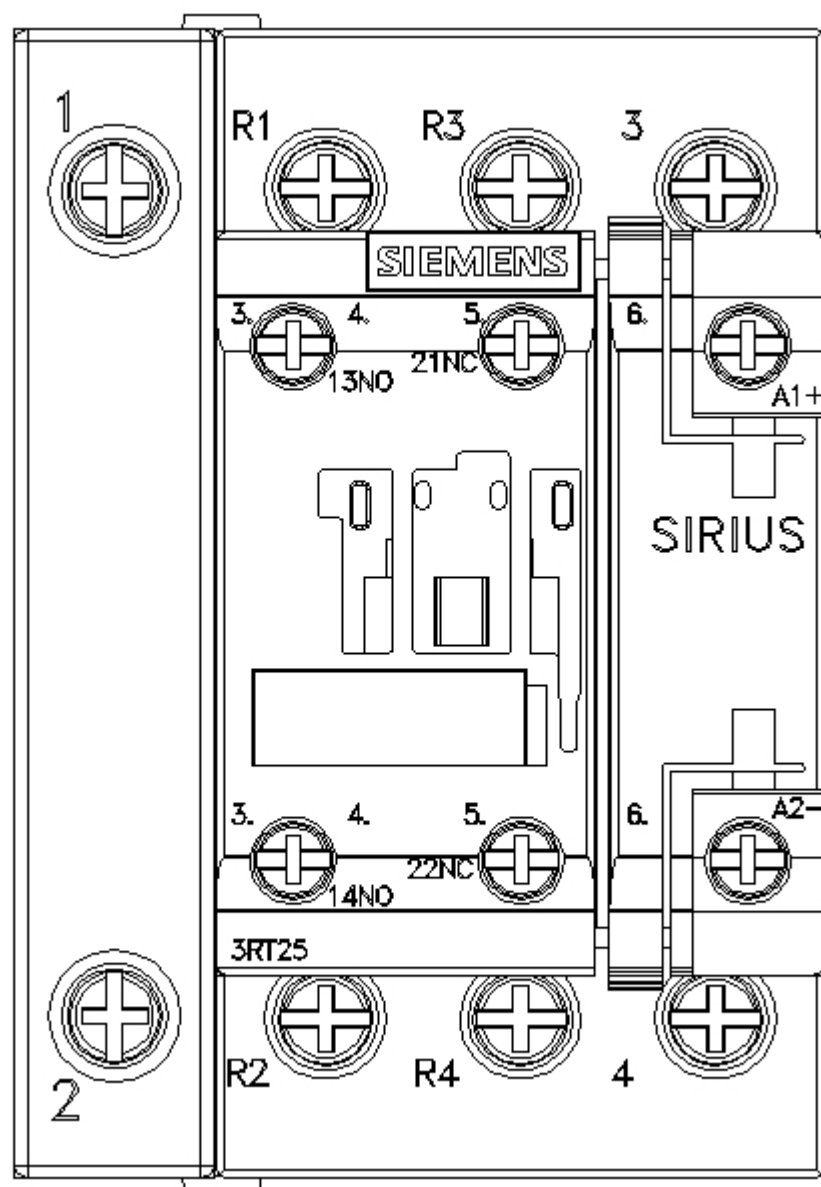 1 R1 R3 3
SIEMENS
3. 4. 5. 6.
13NO 21NC A1+
SIRIUS
3. 4. 5. 6. A2-
14NO 22NC
3RT25
2 R2 R4 4